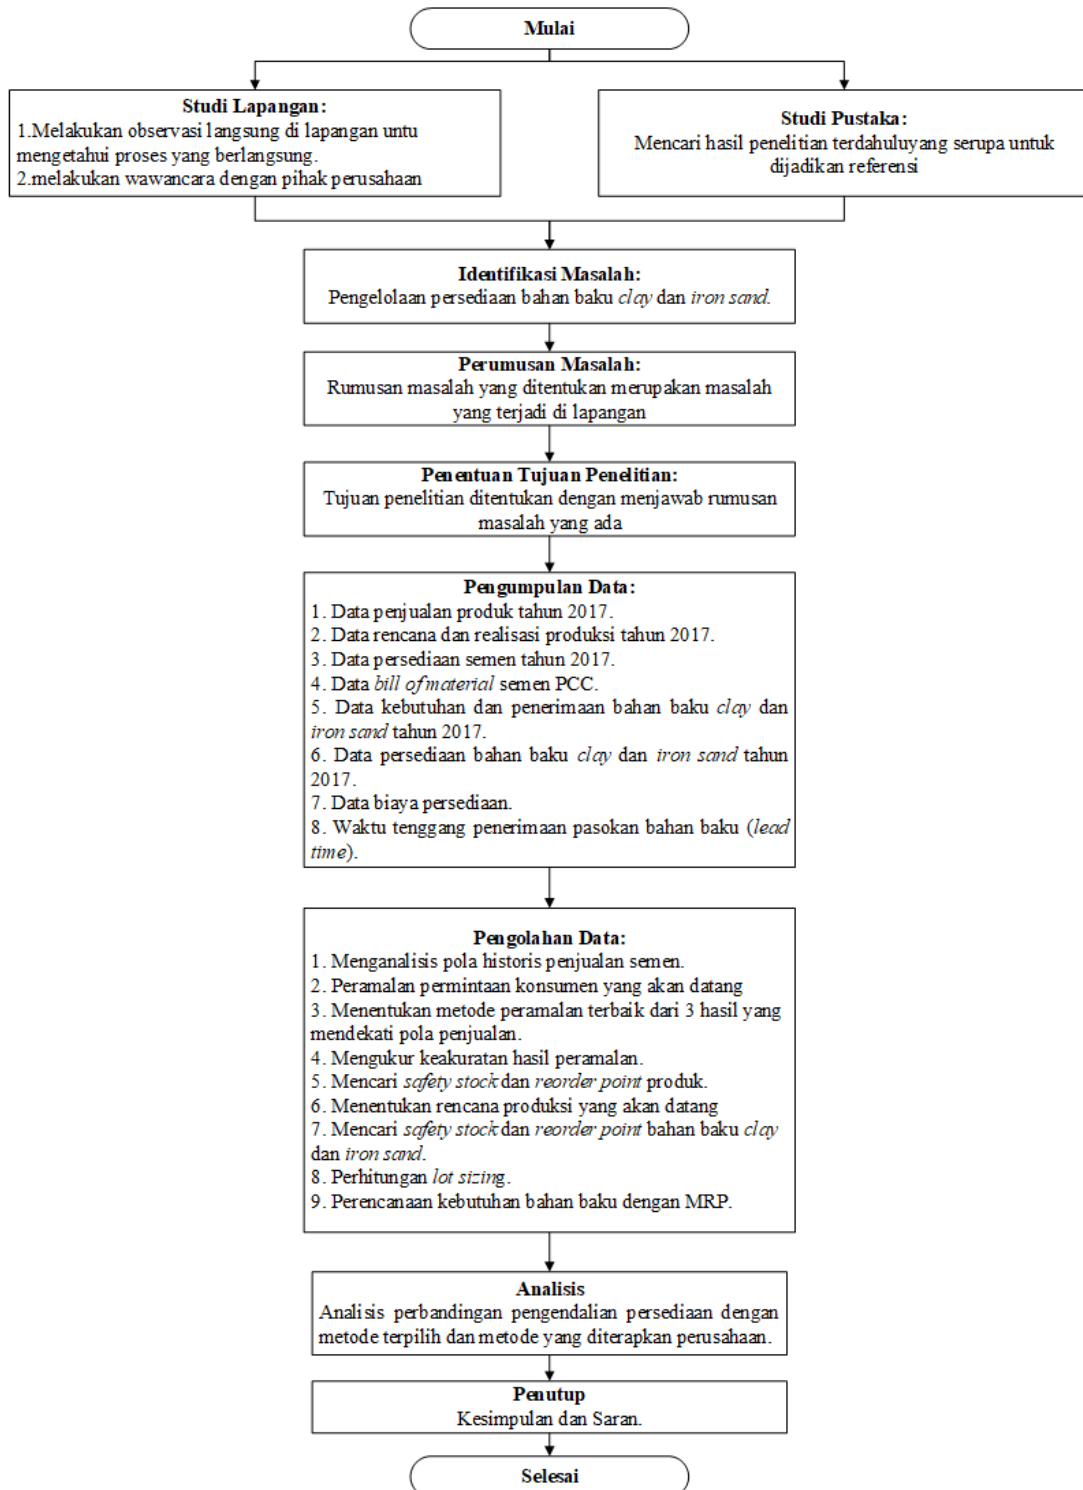 Mulai
Studi Lapangan:
1.Melakukan observasi langsung di lapangan untu
mengetahui proses yang berlangsung.
2.melakukan wawancara dengan pihak perusahaan
Studi Pustaka:
Mencari hasil penelitian terdahuluyang serupa untuk
dijadikan referensi
Identifikasi Masalah:
Pengelolaan persediaan bahan baku clay dan iron sand.
Perumusan Masalah:
Rumusan masalah yang ditentukan merupakan masalah
yang terjadi di lapangan
Penentuan Tujuan Penelitian:
Tujuan penelitian ditentukan dengan menjawab rumusan
masalah yang ada
Pengumpulan Data:
1. Data penjualan produk tahun 2017.
2. Data rencana dan realisasi produksi tahun 2017.
3. Data persediaan semen tahun 2017.
4. Data bill of material semen PCC.
5. Data kebutuhan dan penerimaan bahan baku clay dan
iron sand tahun 2017.
6. Data persediaan bahan baku clay dan iron sand tahun
2017.
7. Data biaya persediaan.
8. Waktu tenggang penerimaan pasokan bahan baku (lead
time).
Pengolahan Data:
1. Menganalisis pola historis penjualan semen.
2. Peramalan permintaan konsumen yang akan datang
3. Menentukan metode peramalan terbaik dari 3 hasil yang
mendekati pola penjualan.
4. Mengukur keakuratan hasil peramalan.
5. Mencari safety stock dan reorder point produk.
6. Menentukan rencana produksi yang akan datang
7. Mencari safety stock dan reorder point bahan baku clay
dan iron sand.
8. Perhitungan lot sizing.
9. Perencanaan kebutuhan bahan baku dengan MRP.
Analisis
Analisis perbandingan pengendalian persediaan dengan
metode terpilih dan metode yang diterapkan perusahaan.
Penutup
Kesimpulan dan Saran.
Selesai